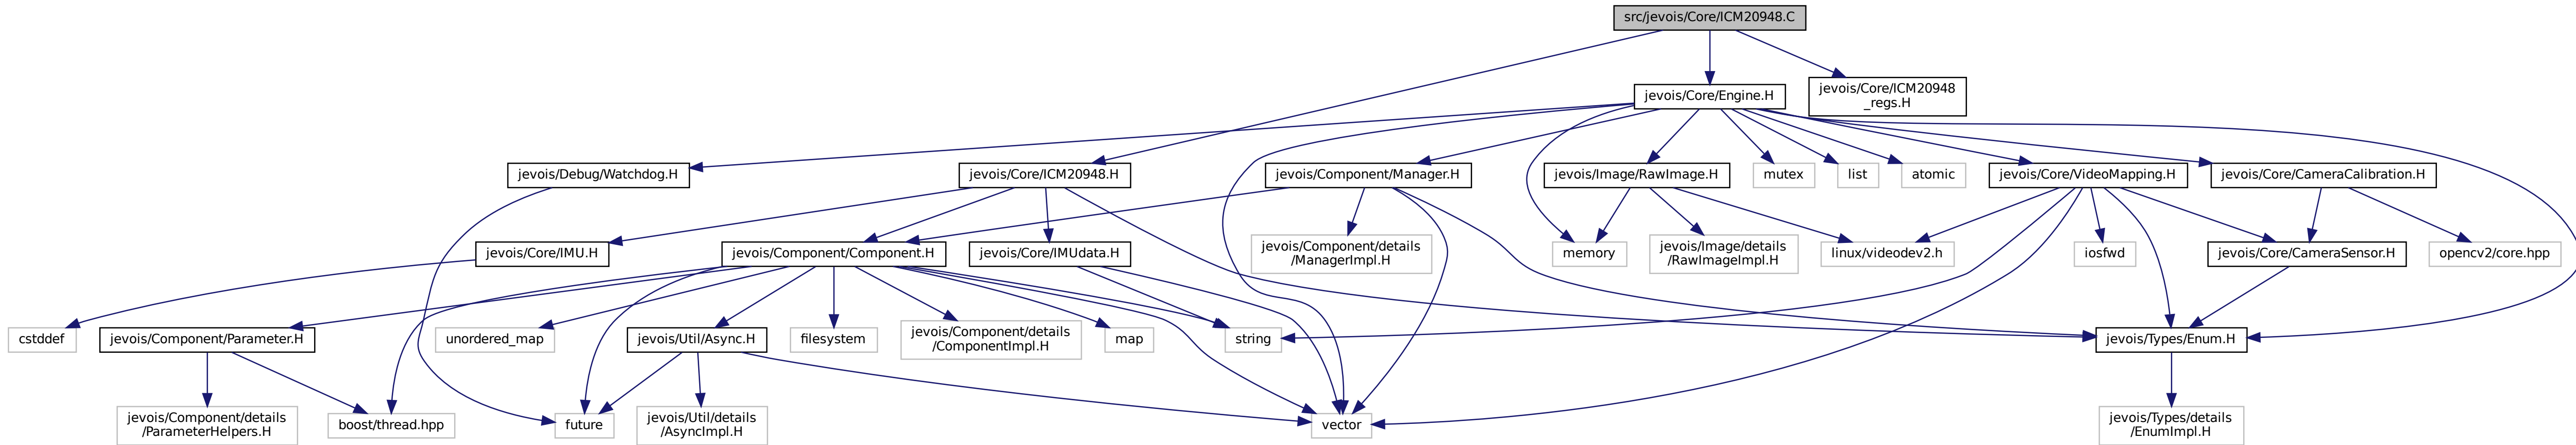 src/jevois/Core/ICM20948.C
jevois/Core/Engine.H
jevois/Core/ICM20948
_regs.H
jevois/Debug/Watchdog.H
jevois/Core/ICM20948.H
jevois/Component/Manager.H
jevois/Image/RawImage.H
mutex
list
atomic
jevois/Core/VideoMapping.H
jevois/Core/CameraCalibration.H
jevois/Core/IMU.H
jevois/Component/Component.H
jevois/Core/IMUdata.H
jevois/Component/details
/ManagerImpl.H
memory
jevois/Image/details
/RawImageImpl.H
linux/videodev2.h
iosfwd
jevois/Core/CameraSensor.H
opencv2/core.hpp
cstddef
jevois/Component/Parameter.H
unordered_map
jevois/Util/Async.H
filesystem
jevois/Component/details
/ComponentImpl.H
map
string
jevois/Types/Enum.H
jevois/Component/details
/ParameterHelpers.H
boost/thread.hpp
future
jevois/Util/details
/AsyncImpl.H
vector
jevois/Types/details
/EnumImpl.H